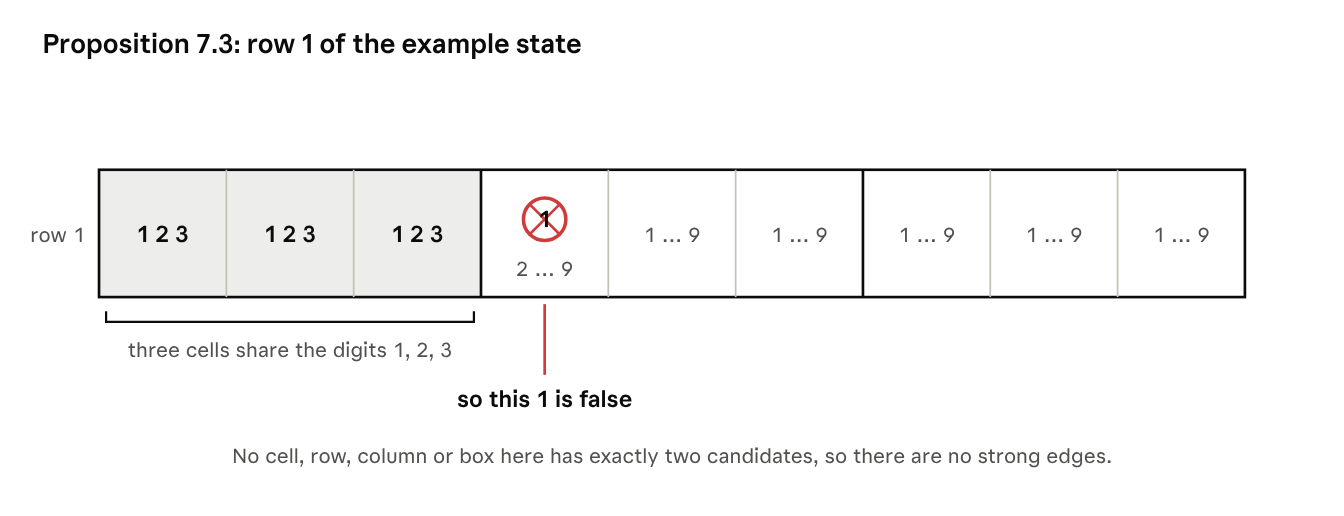 Proposition 7.3: row 1 of the example state
row 1
1 2 3
1 2 3
1 2 3
1
2 ... 9
1 ... 9
1 ... 9
1 ... 9
1 ... 9
1 ... 9
three cells share the digits 1, 2, 3
so this 1 is false
No cell, row, column or box here has exactly two candidates, so there are no strong edges.